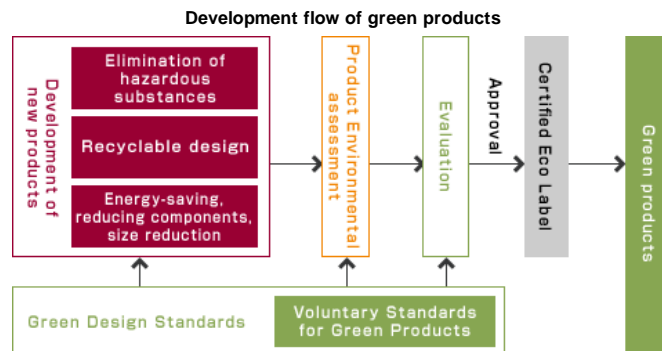 Development flow of green products
Development of
new products
Elimination of
hazardous
substances
Recyclable design
Energy-saving,
reducing components,
size reduction
Product Environmental
assessment
Evaluation
Approval
Certified Eco Label
Green products
Green Design Standards
Voluntary Standards
for Green Products